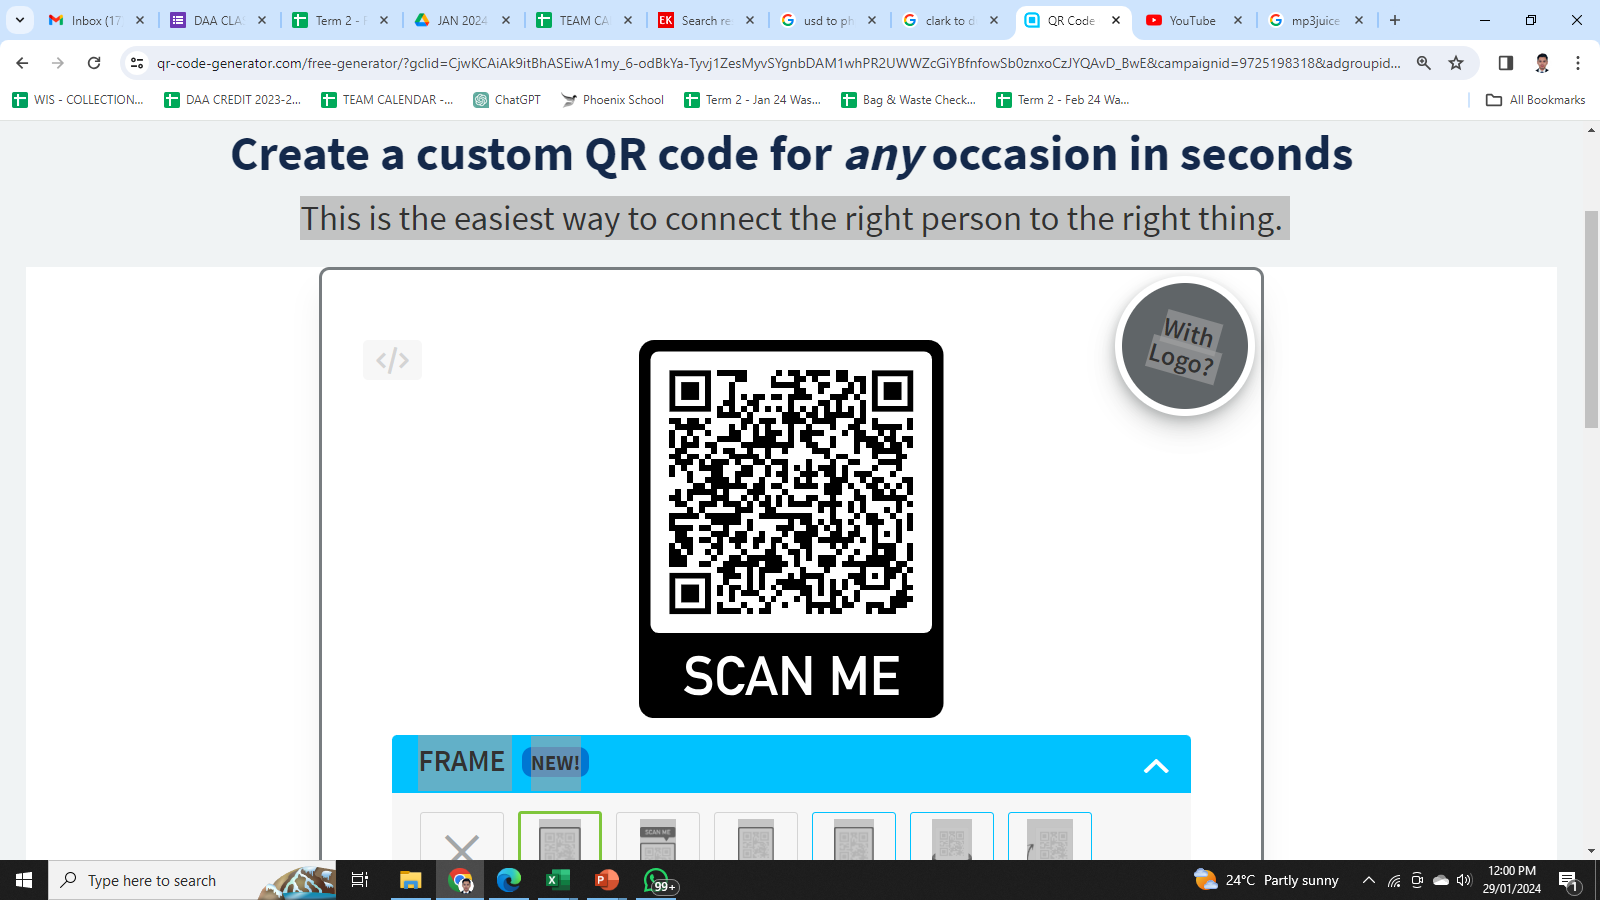 Inbox (17
DAA CLA
Term 2 - F
JAN 2024
TEAM CA
EK
Search re
usd to ph
clark to d
QR Code
YouTube
mp3juice
qr-code-generator.com/free-generator/?gclid=CjwKCAiAk9itBhASEiwA1my_6-odBkYa-Tyvj1ZesMyvSYgnbDAM1whPR2UWWZcGiYBfnfowSb0znxoCzJYQAvD_BwE&campaignid=9725198318&adgroupid...
WIS - COLLECTION...
DAA CREDIT 2023-2...
TEAM CALENDAR -...
ChatGPT
Phoenix School
Term 2 - Jan 24 Was...
Bag & Waste Check...
Term 2 - Feb 24 Wa...
All Bookmarks
Create a custom QR code for any occasion in seconds
This is the easiest way to connect the right person to the right thing.
With
Logo?
</>
SCAN ME
FRAME NEW!
SCAN ME
Type here to search
99+
24°C Partly sunny
12:00 PM
29/01/2024
1